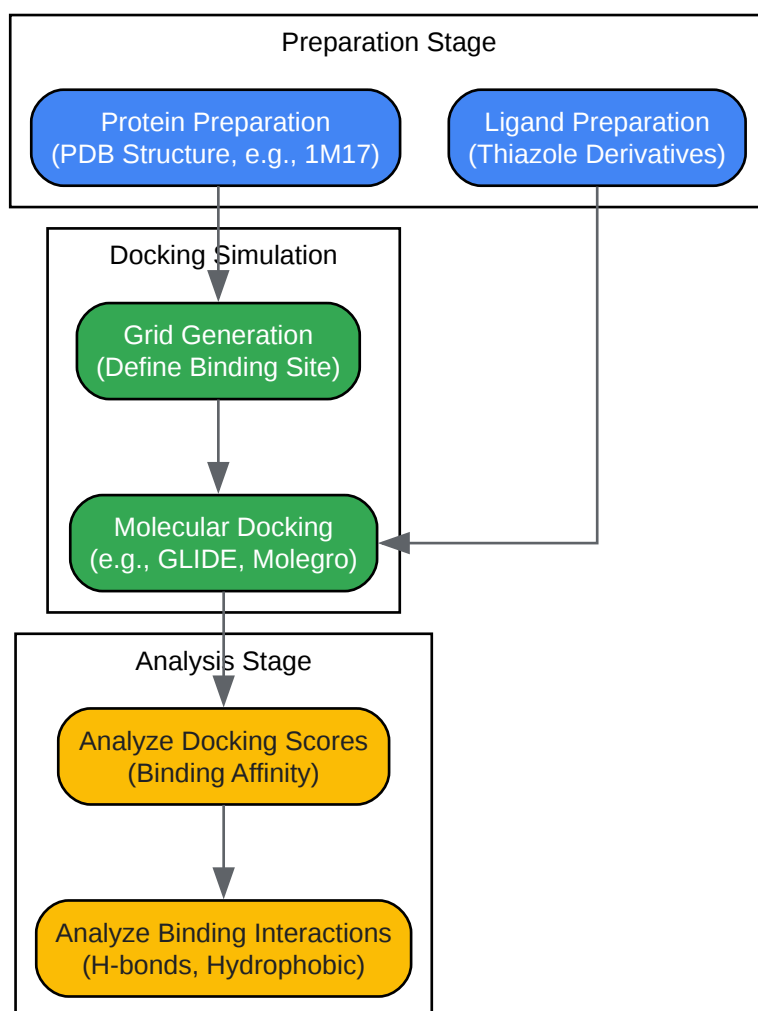 Preparation Stage
Protein Preparation
(PDB Structure, e.g., 1M17)
Ligand Preparation
(Thiazole Derivatives)
Docking Simulation
Grid Generation
(Define Binding Site)
Molecular Docking
(e.g., GLIDE, Molegro)
Analysis Stage
Analyze Docking Scores
(Binding Affinity)
Analyze Binding Interactions
(H-bonds, Hydrophobic)